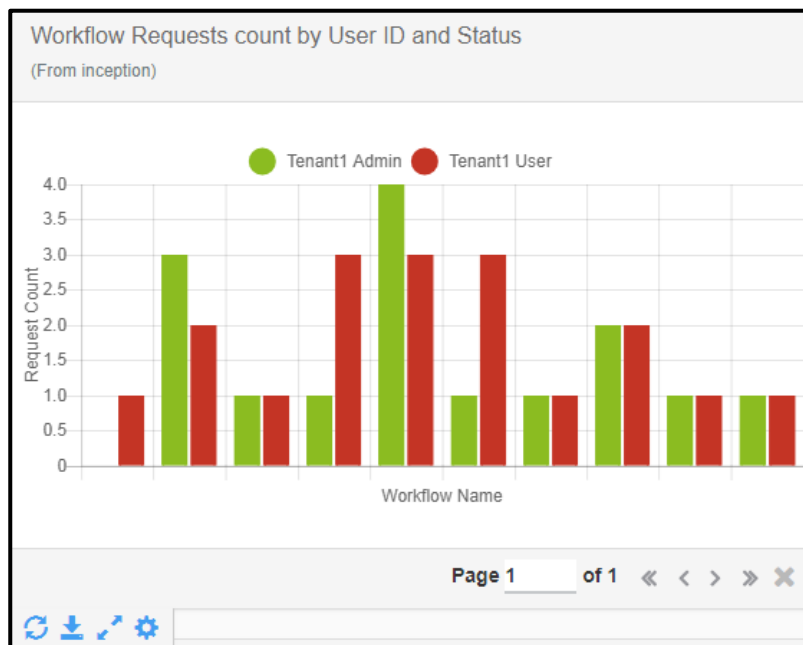 Workflow Requests count by User ID and Status
(From inception)
Tenant1 Admin Tenant1 User
4.0
3.5
3.0
2.5
2.0
1.5
1.0
0.5
0
Request Count
Workflow Name
Page 1 of 1